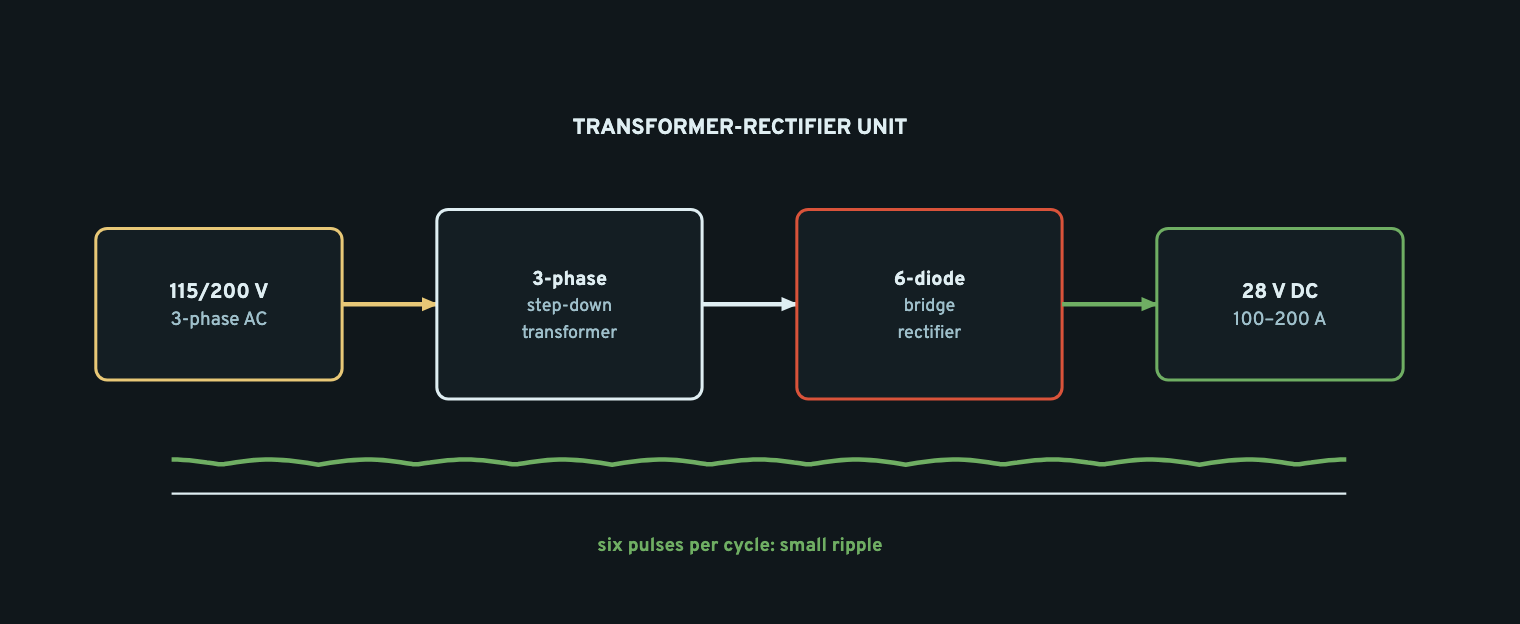 TRANSFORMER-RECTIFIER UNIT
115/200 V
3-phase AC
3-phase
step-down
transformer
6-diode
bridge
rectifier
28 V DC
100–200 A
six pulses per cycle: small ripple